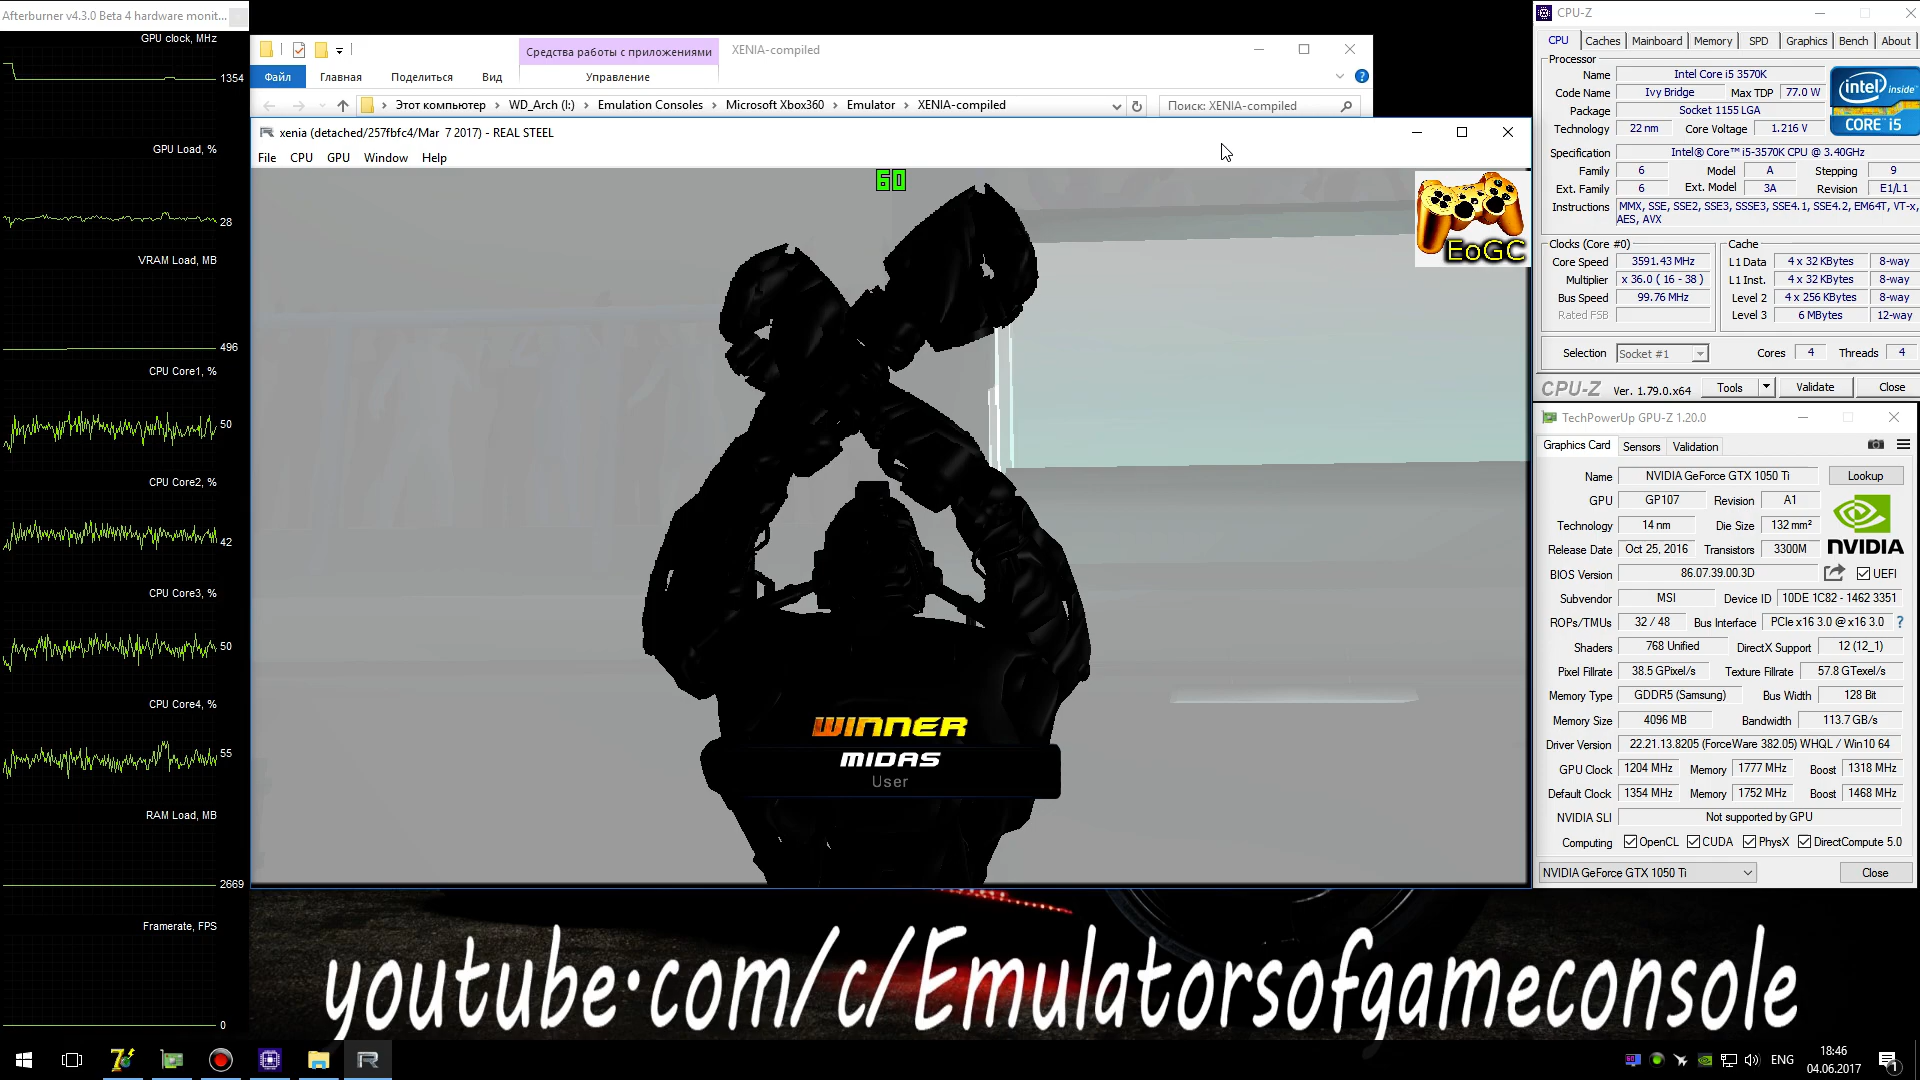 Afterburner v4.3.0 Beta 4 hardware monit...
GPU clock, MHz
1354
GPU Load, %
28
VRAM Load, MB
496
CPU Core1, %
50
CPU Core2, %
42
CPU Core3, %
50
CPU Core4, %
55
RAM Load, MB
2669
Framerate, FPS
0
Средства работы с приложениями XENIA-compiled
Файл Главная Поделиться Вид Управление
Этот компьютер WD_Arch (I:) Emulation Consoles Microsoft Xbox360 Emulator XENIA-compiled Поиск: XENIA-compiled
xenia (detached/257fbfc4/Mar 7 2017) - REAL STEEL
File CPU GPU Window Help
60
EoGC
WINNER
MIDAS
User
CPU-Z
CPU Caches Mainboard Memory SPD Graphics Bench About
Processor
Name Intel Core i5 3570K
Code Name Ivy Bridge Max TDP 77.0 W
Package Socket 1155 LGA
Technology 22 nm Core Voltage 1.216 V
intel inside
CORE i5
Specification Intel® Core™ i5-3570K CPU @ 3.40GHz
Family 6 Model A Stepping 9
Ext. Family 6 Ext. Model 3A Revision E1/L1
Instructions MMX, SSE, SSE2, SSE3, SSSE3, SSE4.1, SSE4.2, EM64T, VT-x,
AES, AVX
Clocks (Core #0) Cache
Core Speed 3591.43 MHz L1 Data 4 x 32 KBytes 8-way
Multiplier x 36.0 ( 16 - 38 ) L1 Inst. 4 x 32 KBytes 8-way
Bus Speed 99.76 MHz Level 2 4 x 256 KBytes 8-way
Rated FSB Level 3 6 MBytes 12-way
Selection Socket #1 Cores 4 Threads 4
CPU-Z Ver. 1.79.0.x64 Tools Validate Close
TechPowerUp GPU-Z 1.20.0
Graphics Card Sensors Validation
Name NVIDIA GeForce GTX 1050 Ti Lookup
GPU GP107 Revision A1
Technology 14 nm Die Size 132 mm²
Release Date Oct 25, 2016 Transistors 3300M
NVIDIA
BIOS Version 86.07.39.00.3D UEFI
Subvendor MSI Device ID 10DE 1C82 - 1462 3351
ROPs/TMUs 32 / 48 Bus Interface PCIe x16 3.0 @ x16 3.0 ?
Shaders 768 Unified DirectX Support 12 (12_1)
Pixel Fillrate 38.5 GPixel/s Texture Fillrate 57.8 GTexel/s
Memory Type GDDR5 (Samsung) Bus Width 128 Bit
Memory Size 4096 MB Bandwidth 113.7 GB/s
Driver Version 22.21.13.8205 (ForceWare 382.05) WHQL / Win10 64
GPU Clock 1204 MHz Memory 1777 MHz Boost 1318 MHz
Default Clock 1354 MHz Memory 1752 MHz Boost 1468 MHz
NVIDIA SLI Not supported by GPU
Computing OpenCL CUDA PhysX DirectCompute 5.0
NVIDIA GeForce GTX 1050 Ti Close
youtube.com/c/Emulatorsofgameconsole
ENG 18:46
04.06.2017
1